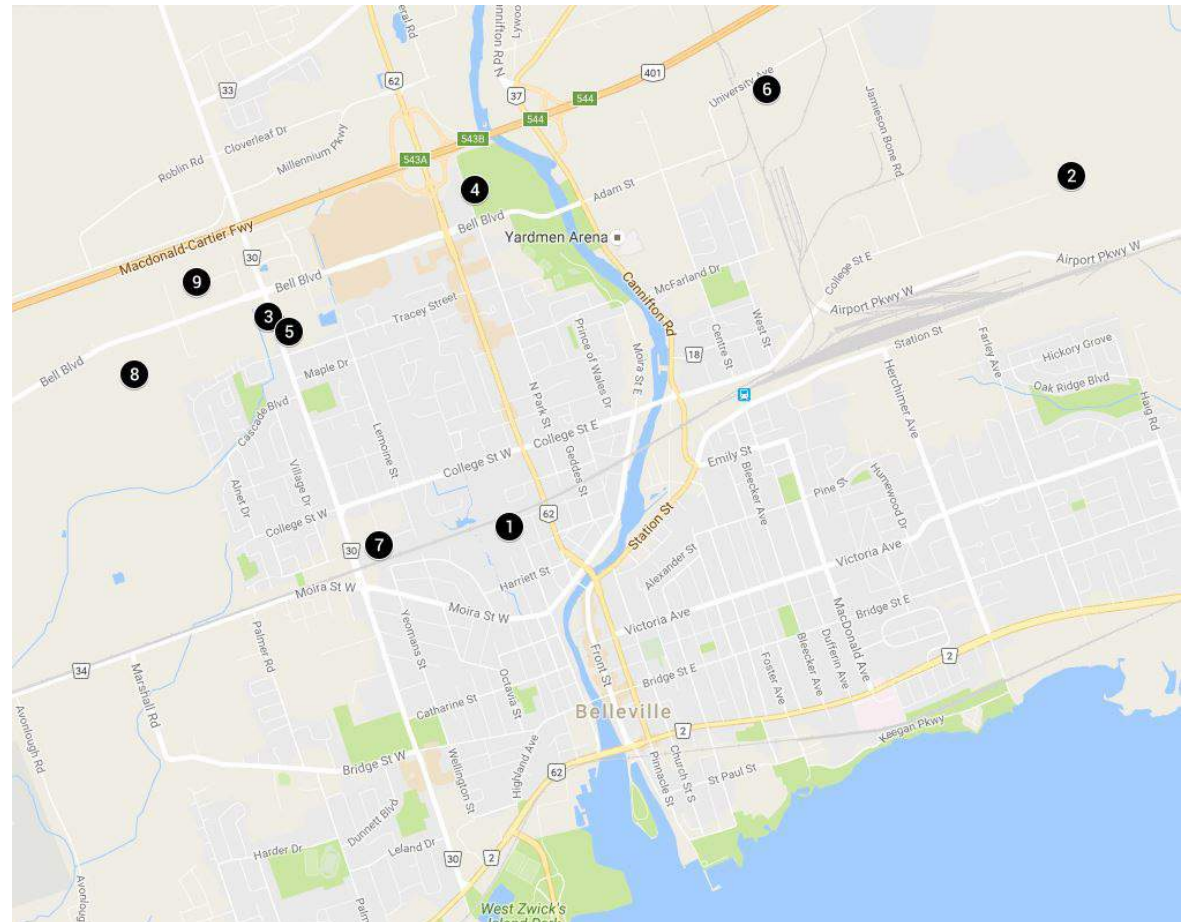 eral Rd
Lywood
nnifton Rd N
62
401
University Ave
6
33
37
544
544
Jamieson Bone Rd
Cloverleaf Dr
Millennium Pkwy
543B
543A
Roblin Rd
2
4
Adam St
Bell Blvd
Yardmen Arena
Macdonald-Cartier Fwy
30
College St E
Airport Pkwy W
9
Bell Blvd
McFarland Dr
Cannifton Rd
Airport Pkwy W
3
Tracey Street
5
Prince of Wales Dr
West St
Centre St
Station St
Farley Ave
Hickory Grove
18
Bell Blvd
8
Maple Dr
Moira St E
Herchimer Ave
Oak Ridge Blvd
N Park St
Haig Rd
Cascade Blvd
Lemoine St
College St E
Geddes St
Emily St
Bleecker Ave
Village Dr
Alnet Dr
Pine St
Humewood Dr
College St W
62
1
Station St
30
7
Victoria Ave
Harriett St
Alexander St
Moira St W
Moira St W
Bridge St E
Yeomans St
Victoria Ave
MacDonald Ave
Palmer Rd
34
Marshall Rd
Front St
Foster Ave
Bleecker Ave
Dufferin Ave
2
Octavia St
Bridge St E
Catharine St
Belleville
Avonlough Rd
2
Keegan Pkwy
Bridge St W
Wellington St
Highland Ave
62
Pinnacle St
Church St S
St Paul St
Dunnett Blvd
Leland Dr
Harder Dr
30
2
Avonlough
Palm
West Zwick's
Island Park